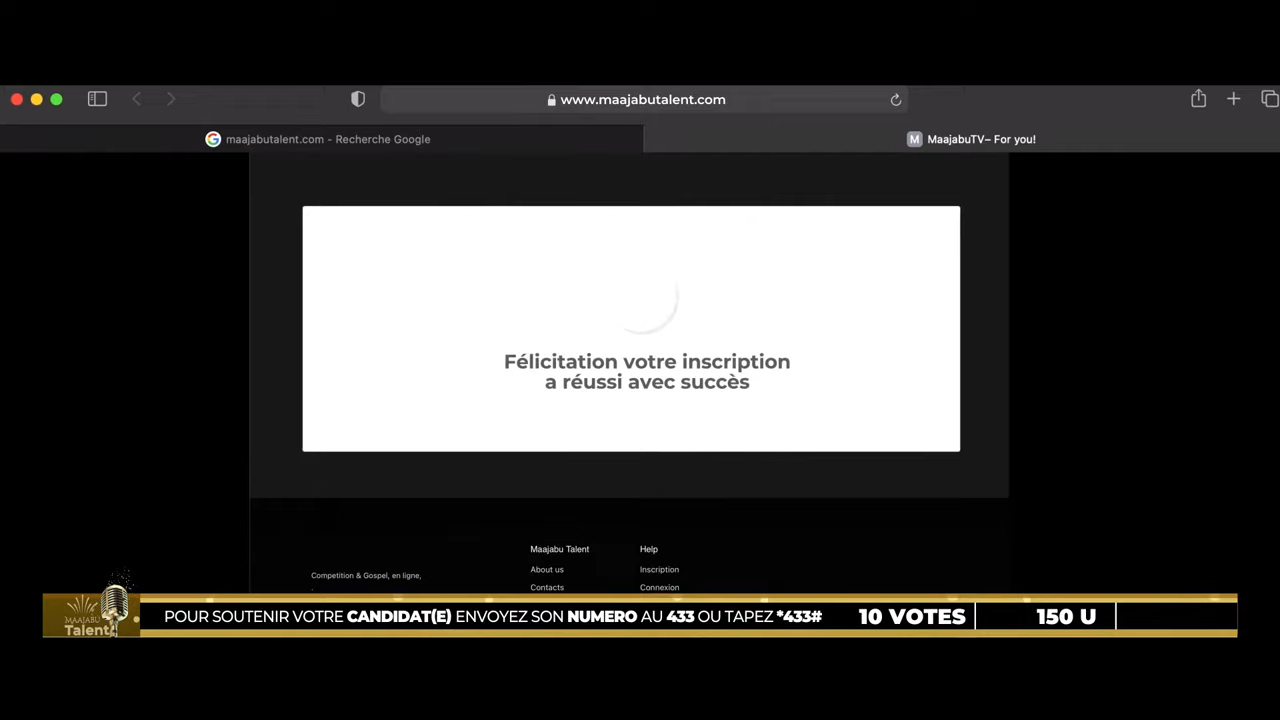 www.maajabutalent.com
maajabutalent.com - Recherche Google
M MaajabuTV– For you!
Félicitation votre inscription
a réussi avec succès
Maajabu Talent
Help
Competition & Gospel, en ligne,
About us
Inscription
Contacts
Connexion
MAAJABU
Talent
POUR SOUTENIR VOTRE CANDIDAT(E) ENVOYEZ SON NUMERO AU 433 OU TAPEZ *433#
10 VOTES
150 U